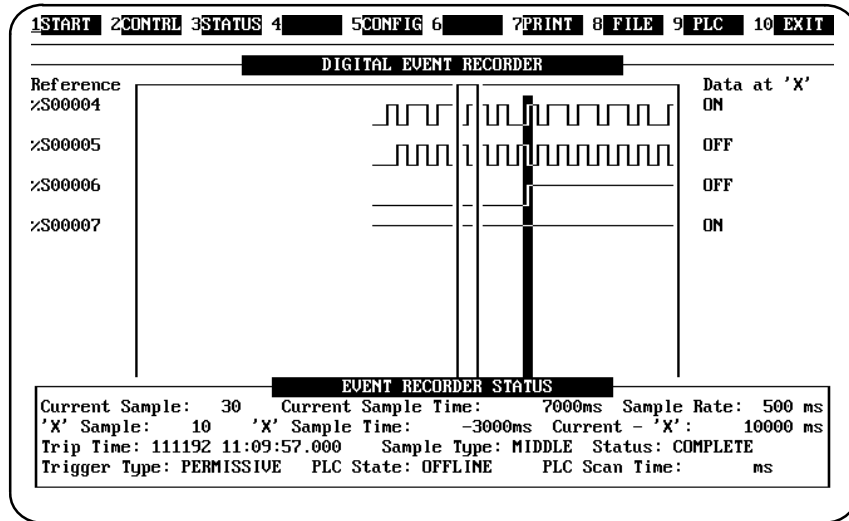 1START 2CONTRL 3STATUS 4 5CONFIG 6 7PRINT 8 FILE 9 PLC 10 EXIT
DIGITAL EVENT RECORDER
Reference Data at 'X'
%S00004 ON
%S00005 OFF
%S00006 OFF
%S00007 ON
EVENT RECORDER STATUS
Current Sample: 30 Current Sample Time: 7000ms Sample Rate: 500 ms
'X' Sample: 10 'X' Sample Time: -3000ms Current - 'X': 10000 ms
Trip Time: 111192 11:09:57.000 Sample Type: MIDDLE Status: COMPLETE
Trigger Type: PERMISSIVE PLC State: OFFLINE PLC Scan Time: ms